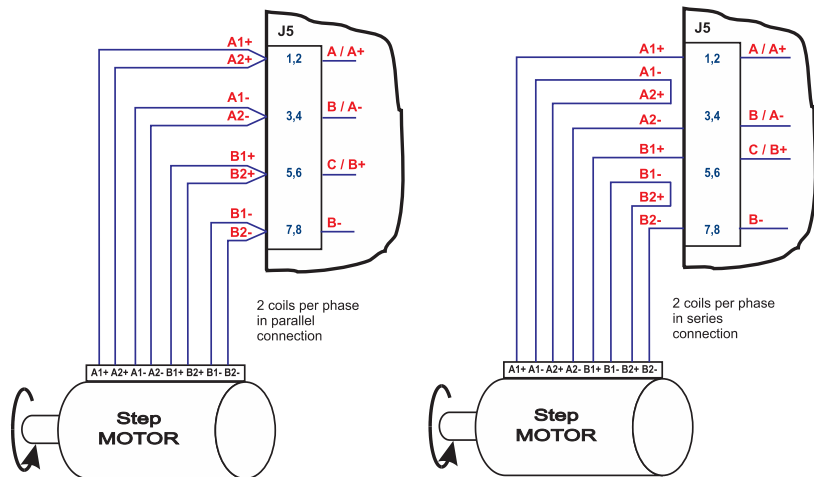 J5
A1+
A2+
1,2
A / A+
A1-
A2-
3,4
B / A-
B1+
B2+
5,6
C / B+
B1-
B2-
7,8
B-
2 coils per phase
in parallel
connection
A1+ A2+ A1- A2- B1+ B2+ B1- B2-
Step
MOTOR
J5
A1+
1,2
A / A+
A1-
A2+
3,4
A2-
B / A-
B1+
C / B+
5,6
B1-
B2+
B2-
7,8
B-
2 coils per phase
in series
connection
A1+ A1- A2+ A2- B1+ B1- B2+ B2-
Step
MOTOR